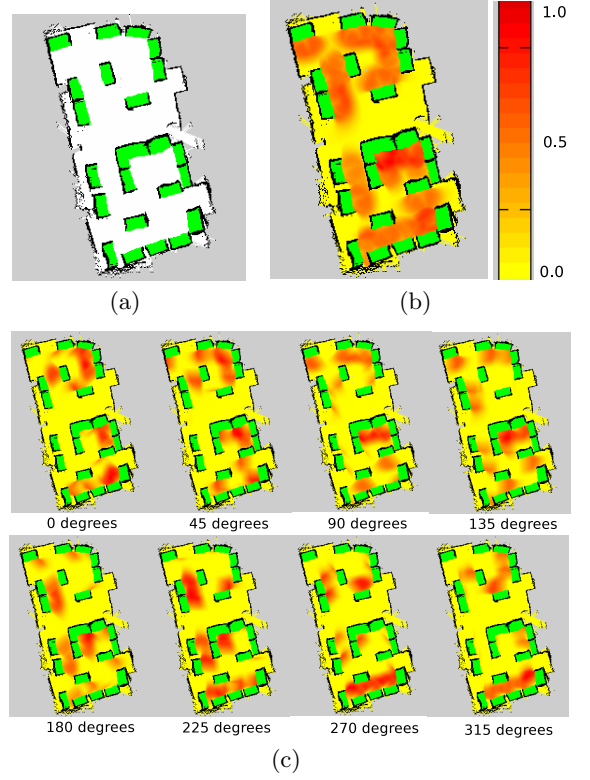 1.0
0.5
0.0
(a)
(b)
0 degrees
45 degrees
90 degrees
135 degrees
180 degrees
225 degrees
270 degrees
315 degrees
(c)